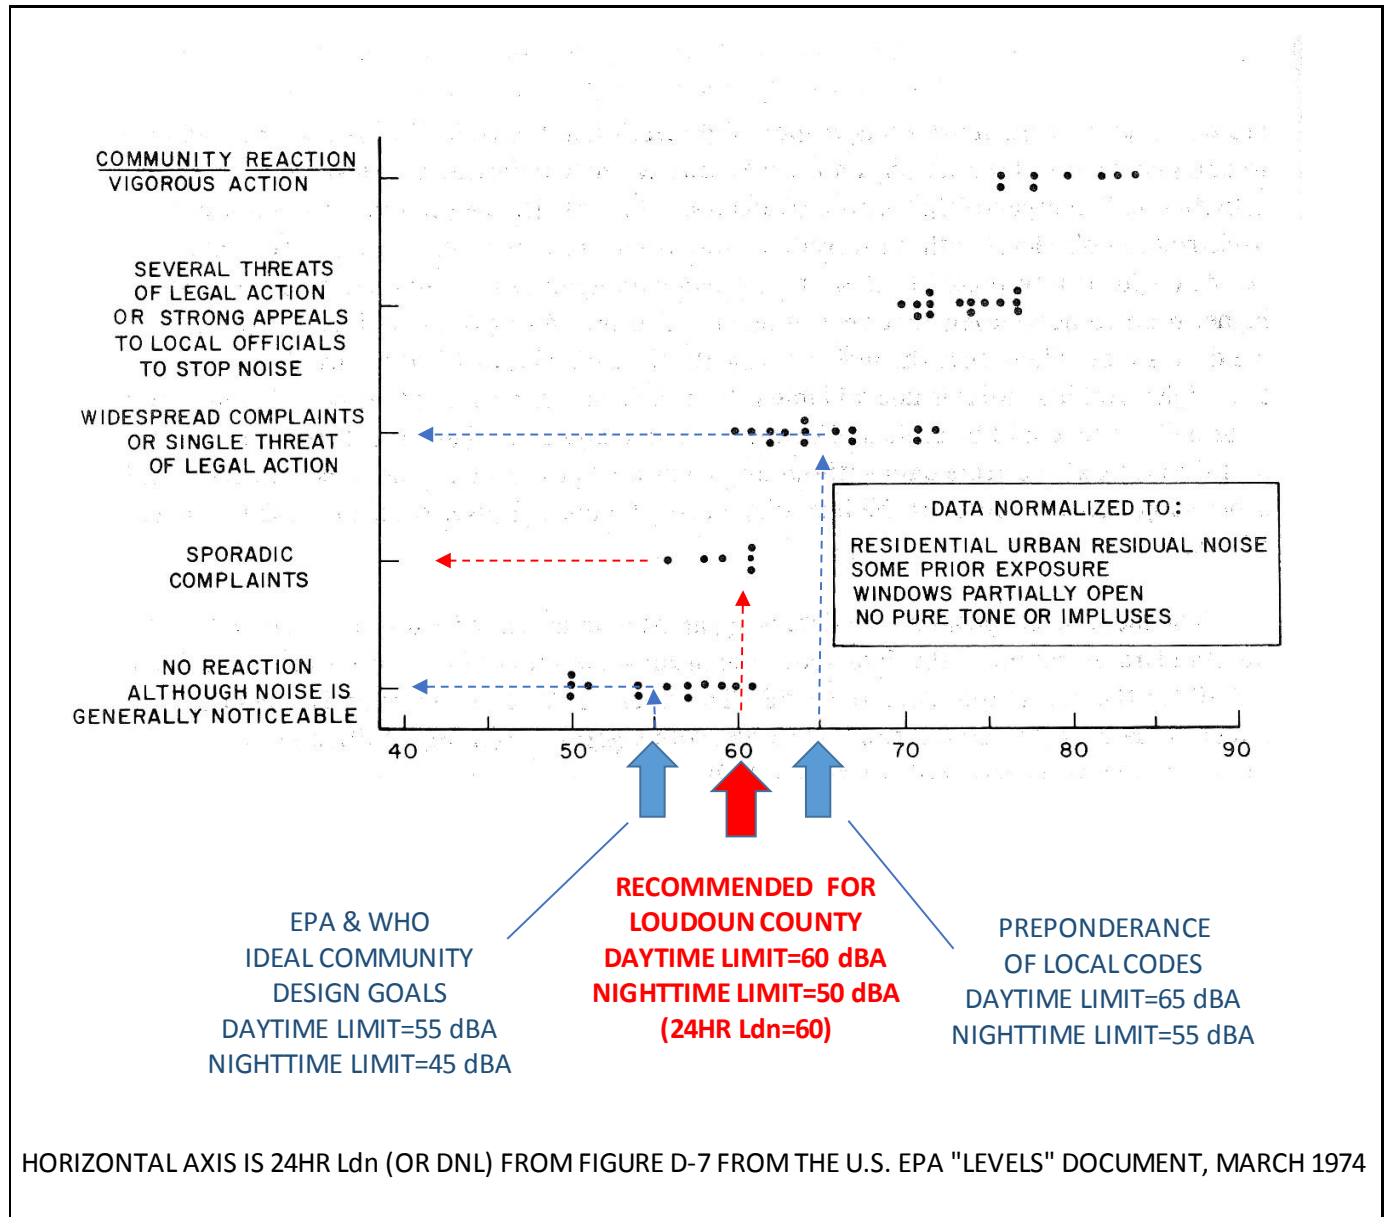 COMMUNITY REACTION
VIGOROUS ACTION
SEVERAL THREATS
OF LEGAL ACTION
OR STRONG APPEALS
TO LOCAL OFFICIALS
TO STOP NOISE
WIDESPREAD COMPLAINTS
OR SINGLE THREAT
OF LEGAL ACTION
SPORADIC
COMPLAINTS
NO REACTION
ALTHOUGH NOISE IS
GENERALLY NOTICEABLE
DATA NORMALIZED TO:
RESIDENTIAL URBAN RESIDUAL NOISE
SOME PRIOR EXPOSURE
WINDOWS PARTIALLY OPEN
NO PURE TONE OR IMPLUSES
40 50 60 70 80 90
EPA & WHO
IDEAL COMMUNITY
DESIGN GOALS
DAYTIME LIMIT=55 dBA
NIGHTTIME LIMIT=45 dBA
RECOMMENDED FOR
LOUDOUN COUNTY
DAYTIME LIMIT=60 dBA
NIGHTTIME LIMIT=50 dBA
(24HR Ldn=60)
PREPONDERANCE
OF LOCAL CODES
DAYTIME LIMIT=65 dBA
NIGHTTIME LIMIT=55 dBA
HORIZONTAL AXIS IS 24HR Ldn (OR DNL) FROM FIGURE D-7 FROM THE U.S. EPA "LEVELS" DOCUMENT, MARCH 1974